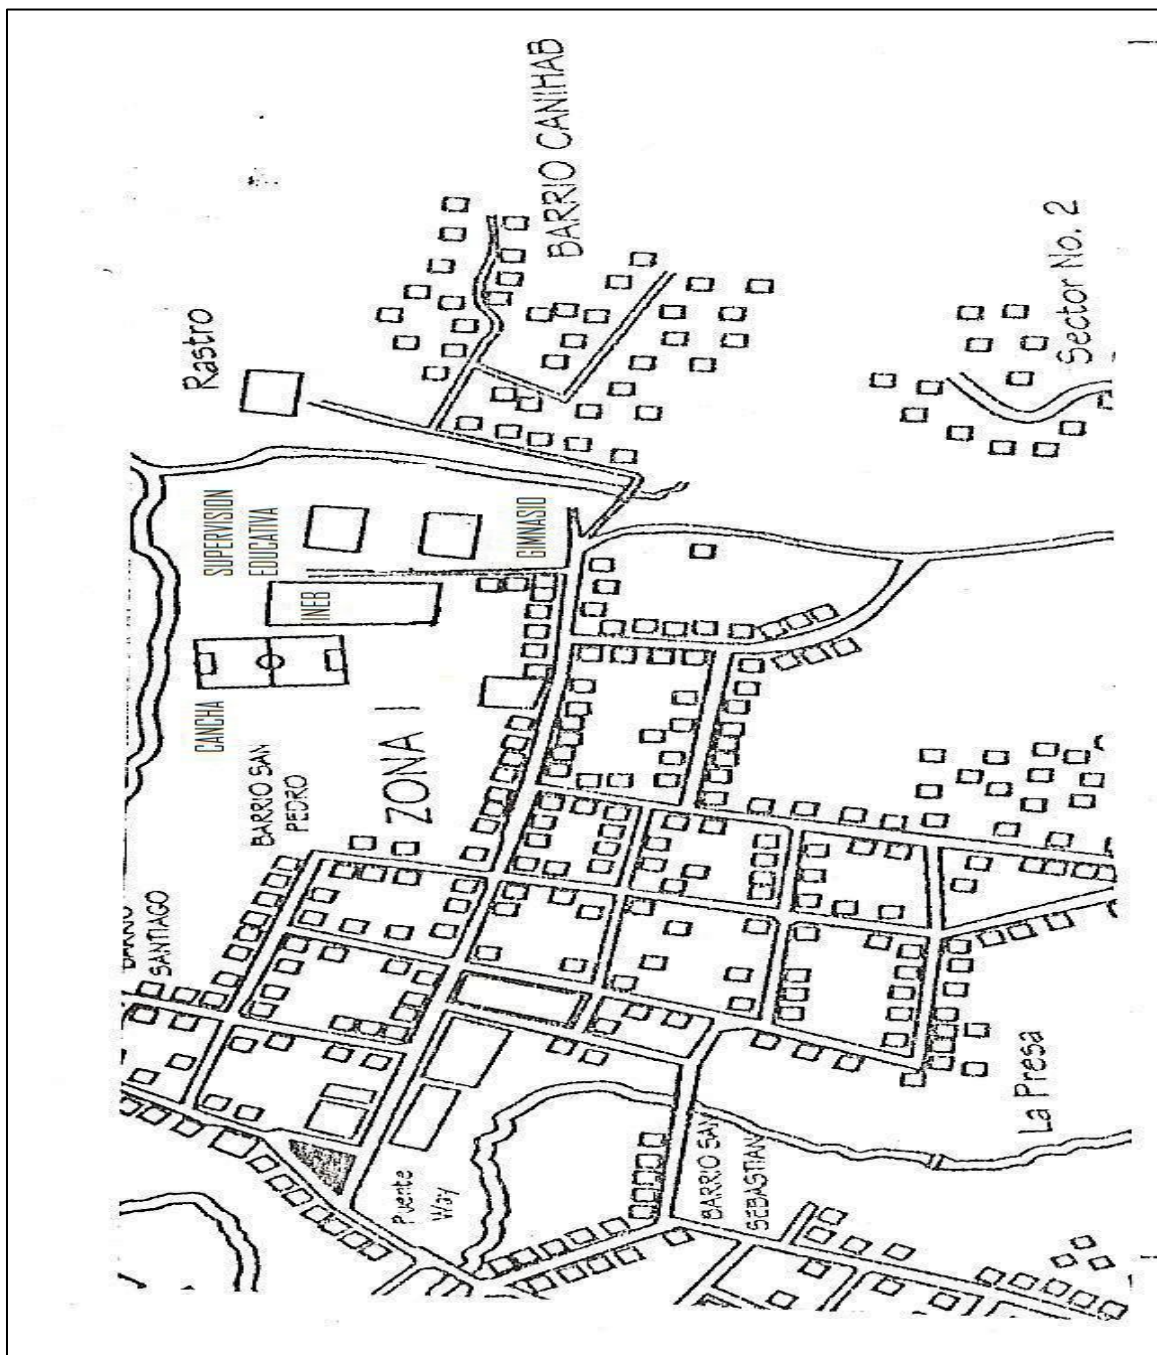 BARRIO CANIHAB
Rastro
Sector No. 2
SUPERVISION
EDUCATIVA
GIMNASIO
INEB
CANCHA
ZONA 1
BARRIO SAN
PEDRO
SANTIAGO
Puente
Way
BARRIO SAN
SEBASTIAN
La Presa